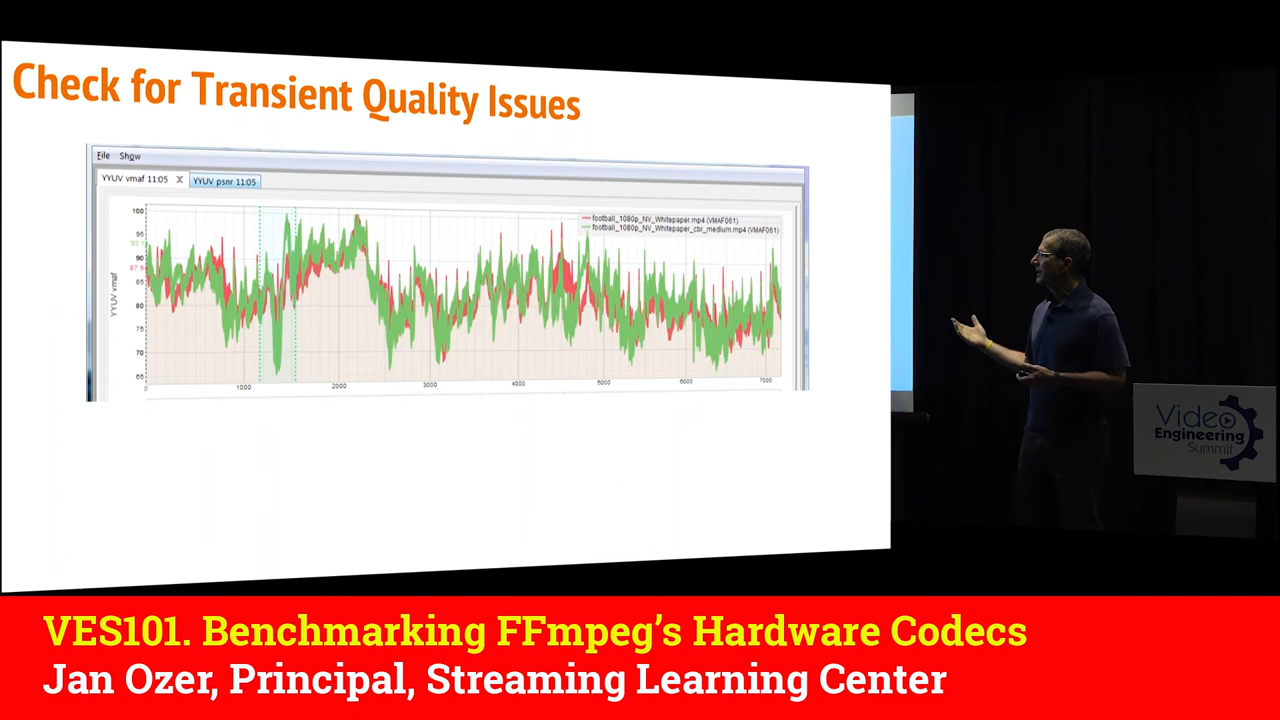 Check for Transient Quality Issues
File Show
YYUV vmaf 11:05 X YYUV psnr 11:05
football_1080p_NV_Whitepaper.mp4 (VMAF061)
football_1080p_NV_Whitepaper_cbr_medium.mp4 (VMAF061)
100
95
90
85
80
75
70
65
YYUV vmaf
0 1000 2000 3000 4000 5000 6000 7000
Video
Engineering
Summit
VES101. Benchmarking FFmpeg's Hardware Codecs
Jan Ozer, Principal, Streaming Learning Center